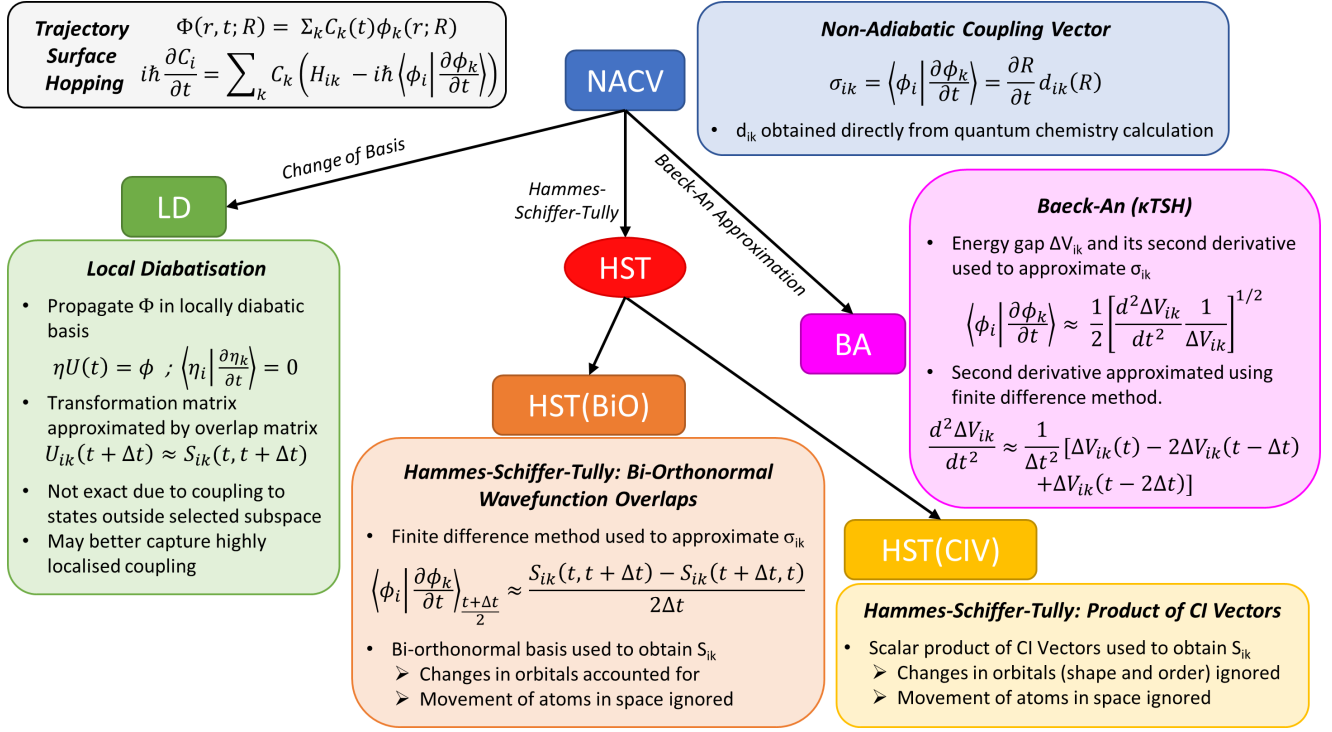 Trajectory
Surface
Hopping
Φ(r, t; R) = Σ_k C_k(t)ϕ_k(r; R)
iℏ ∂C_i/∂t = ∑_k C_k (H_ik − iℏ ⟨ϕ_i|∂ϕ_k/∂t⟩)
NACV
Non-Adiabatic Coupling Vector
σ_ik = ⟨ϕ_i|∂ϕ_k/∂t⟩ = ∂R/∂t d_ik(R)
• d_ik obtained directly from quantum chemistry calculation
Change of Basis
Hammes-
Schiffer-Tully
Baeck-An Approximation
LD
Local Diabatisation
• Propagate Φ in locally diabatic
basis
ηU(t) = ϕ ; ⟨η_i|∂η_k/∂t⟩ = 0
• Transformation matrix
approximated by overlap matrix
U_ik(t + Δt) ≈ S_ik(t, t + Δt)
• Not exact due to coupling to
states outside selected subspace
• May better capture highly
localised coupling
HST
BA
Baeck-An (κTSH)
• Energy gap ΔV_ik and its second derivative
used to approximate σ_ik
⟨ϕ_i|∂ϕ_k/∂t⟩ ≈ 1/2 [d²ΔV_ik/dt² 1/ΔV_ik]^1/2
• Second derivative approximated using
finite difference method.
d²ΔV_ik/dt² ≈ 1/Δt² [ΔV_ik(t) − 2ΔV_ik(t − Δt)
+ΔV_ik(t − 2Δt)]
HST(BiO)
Hammes-Schiffer-Tully: Bi-Orthonormal
Wavefunction Overlaps
• Finite difference method used to approximate σ_ik
⟨ϕ_i|∂ϕ_k/∂t⟩_(t+Δt)/2 ≈ (S_ik(t, t + Δt) − S_ik(t + Δt, t))/2Δt
• Bi-orthonormal basis used to obtain S_ik
➢ Changes in orbitals accounted for
➢ Movement of atoms in space ignored
HST(CIV)
Hammes-Schiffer-Tully: Product of CI Vectors
• Scalar product of CI Vectors used to obtain S_ik
➢ Changes in orbitals (shape and order) ignored
➢ Movement of atoms in space ignored